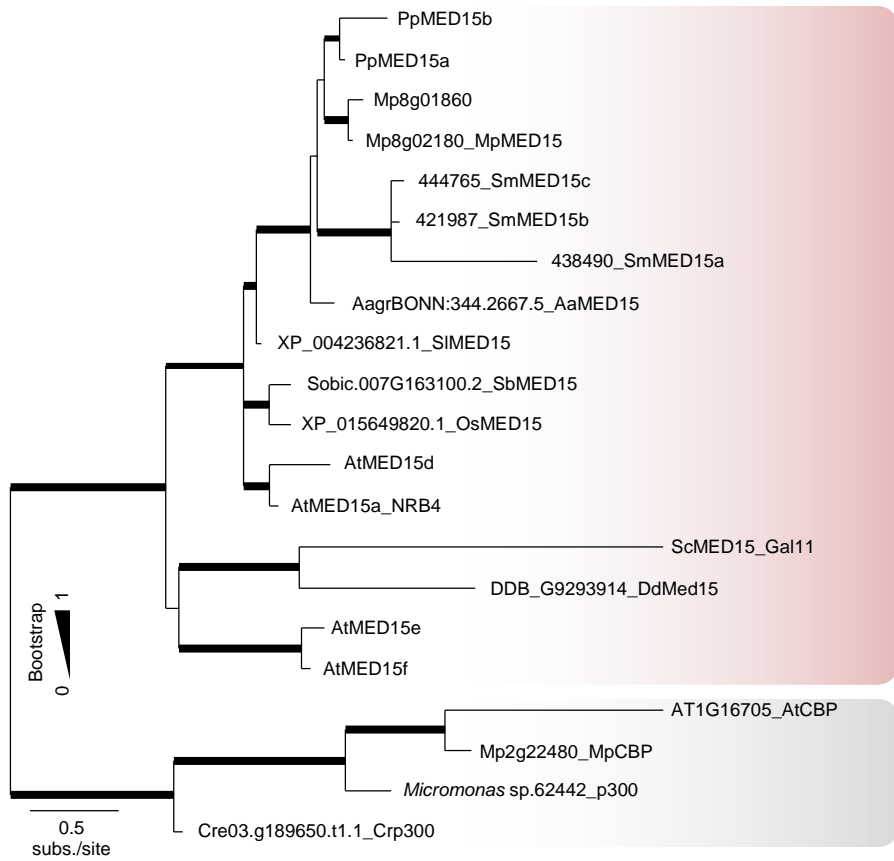 PpMED15b
PpMED15a
Mp8g01860
Mp8g02180_MpMED15
444765_SmMED15c
421987_SmMED15b
438490_SmMED15a
AagrBONN:344.2667.5_AaMED15
XP_004236821.1_SlMED15
Sobic.007G163100.2_SbMED15
XP_015649820.1_OsMED15
AtMED15d
AtMED15a_NRB4
ScMED15_Gal11
DDB_G9293914_DdMed15
AtMED15e
AtMED15f
Bootstrap
0 1
AT1G16705_AtCBP
Mp2g22480_MpCBP
Micromonas sp.62442_p300
Cre03.g189650.t1.1_Crp300
0.5
subs./site